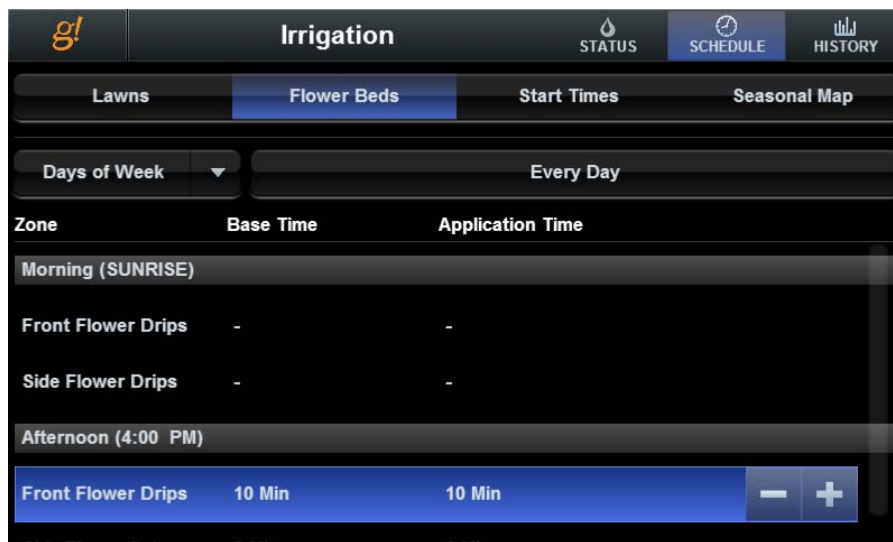 g! Irrigation STATUS SCHEDULE HISTORY
Lawns Flower Beds Start Times Seasonal Map
Days of Week Every Day
Zone Base Time Application Time
Morning (SUNRISE)
Front Flower Drips - -
Side Flower Drips - -
Afternoon (4:00 PM)
Front Flower Drips 10 Min 10 Min − +